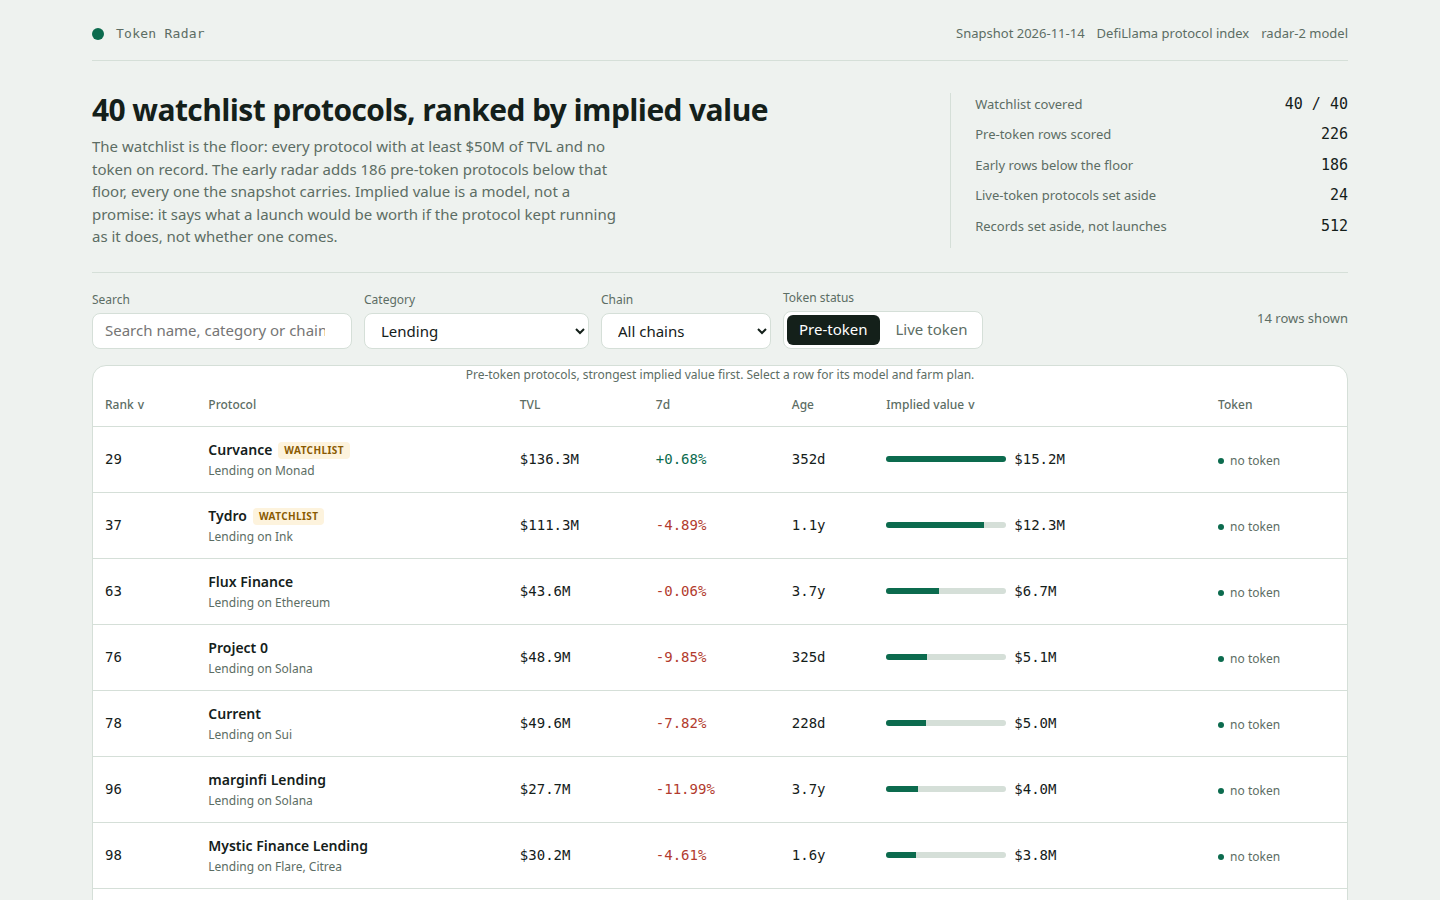 Token Radar
Snapshot 2026-11-14 DefiLlama protocol index radar-2 model
40 watchlist protocols, ranked by implied value
The watchlist is the floor: every protocol with at least $50M of TVL and no
token on record. The early radar adds 186 pre-token protocols below that
floor, every one the snapshot carries. Implied value is a model, not a
promise: it says what a launch would be worth if the protocol kept running
as it does, not whether one comes.
Watchlist covered 40 / 40
Pre-token rows scored 226
Early rows below the floor 186
Live-token protocols set aside 24
Records set aside, not launches 512
Search Category Chain Token status
Search name, category or chain Lending All chains Pre-token Live token 14 rows shown
Pre-token protocols, strongest implied value first. Select a row for its model and farm plan.
Rank v Protocol TVL 7d Age Implied value v Token
29 Curvance WATCHLIST $136.3M +0.68% 352d $15.2M no token
Lending on Monad
37 Tydro WATCHLIST $111.3M -4.89% 1.1y $12.3M no token
Lending on Ink
63 Flux Finance $43.6M -0.06% 3.7y $6.7M no token
Lending on Ethereum
76 Project 0 $48.9M -9.85% 325d $5.1M no token
Lending on Solana
78 Current $49.6M -7.82% 228d $5.0M no token
Lending on Sui
96 marginfi Lending $27.7M -11.99% 3.7y $4.0M no token
Lending on Solana
98 Mystic Finance Lending $30.2M -4.61% 1.6y $3.8M no token
Lending on Flare, Citrea